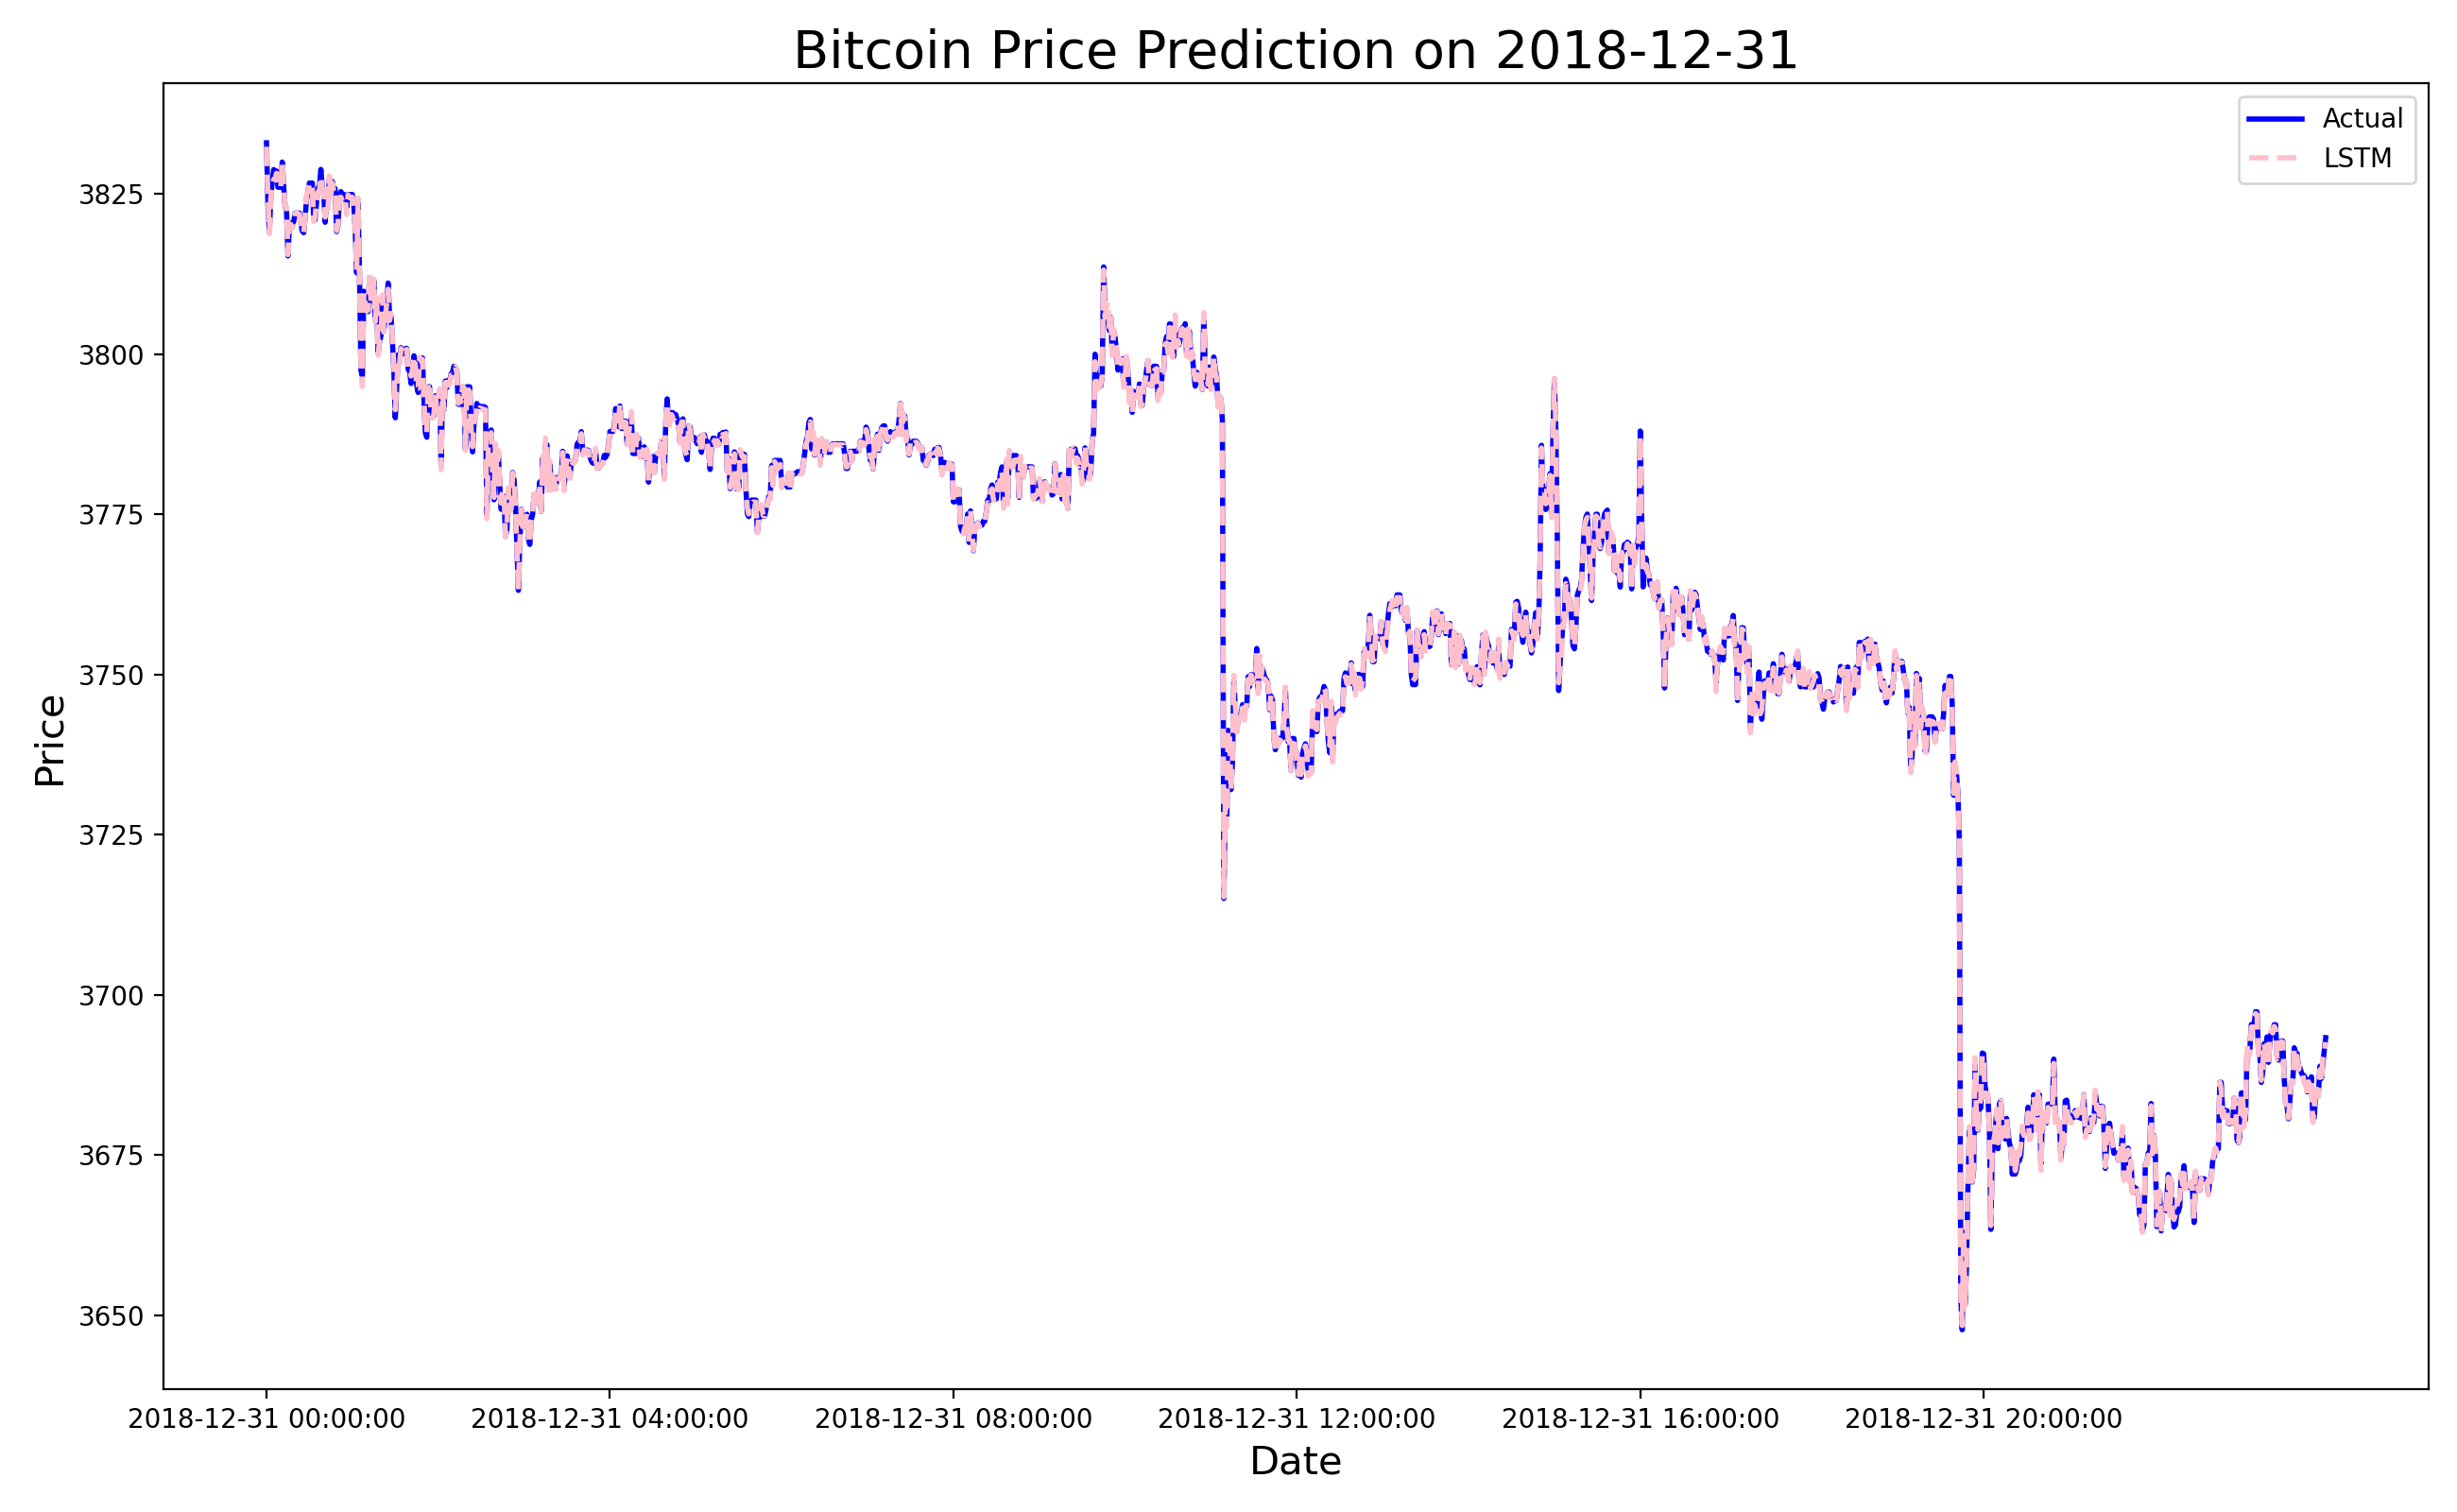 Bitcoin Price Prediction on 2018-12-31
Actual
LSTM
3825
3800
3775
3750
3725
3700
3675
3650
Price
2018-12-31 00:00:00
2018-12-31 04:00:00
2018-12-31 08:00:00
2018-12-31 12:00:00
2018-12-31 16:00:00
2018-12-31 20:00:00
Date